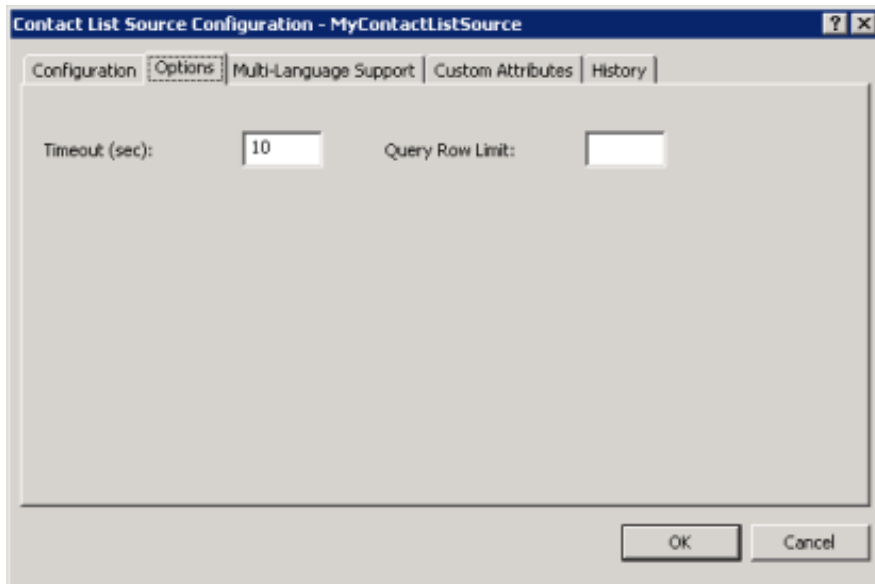 Contact List Source Configuration - MyContactListSource ? ×
Configuration Options Multi-Language Support Custom Attributes History
Timeout (sec): 10 Query Row Limit:
OK Cancel